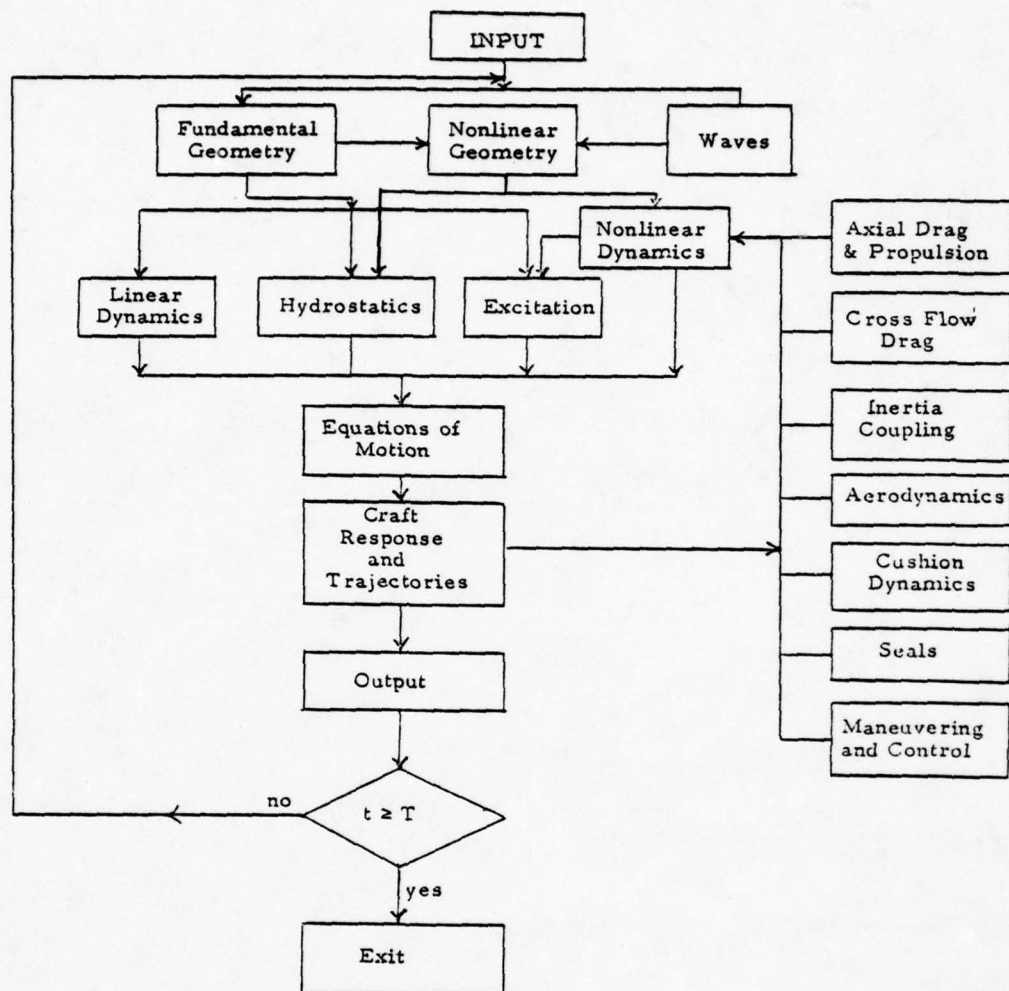 INPUT
Fundamental
Geometry
Nonlinear
Geometry
Waves
Nonlinear
Dynamics
Axial Drag
& Propulsion
Linear
Dynamics
Hydrostatics
Excitation
Cross Flow
Drag
Equations of
Motion
Inertia
Coupling
Craft
Response
and
Trajectories
Aerodynamics
Cushion
Dynamics
Output
Seals
Maneuvering
and Control
no
t ≥ T
yes
Exit